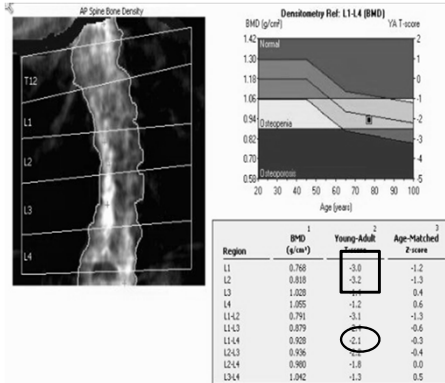 AP Spine Bone Density
T12
L1
L2
L3
L4
Densitometry Ref: L1-L4 (BMD)
BMD (g/cm²) YA T-score
1.42 2
1.30 1
1.18 0
1.06 -1
0.94 -2
0.82 -3
0.70 -4
0.58 -5
Normal
Osteopenia
Osteoporosis
20 30 40 50 60 70 80 90 100
Age (years)
1 2 3
BMD Young-Adult Age-Matched
Region (g/cm²) T-score Z-score
L1 0.768 -3.0 -1.2
L2 0.818 -3.2 -1.3
L3 1.028 0.4
L4 1.055 -1.2 0.6
L1-L2 0.791 -3.1 -1.3
L1-L3 0.879
L1-L4 0.928 -2.1 -0.3
L2-L3 0.936 -0.4
L2-L4 0.980 -1.8 0.0
L3-L4 1.042 -1.3 0.5